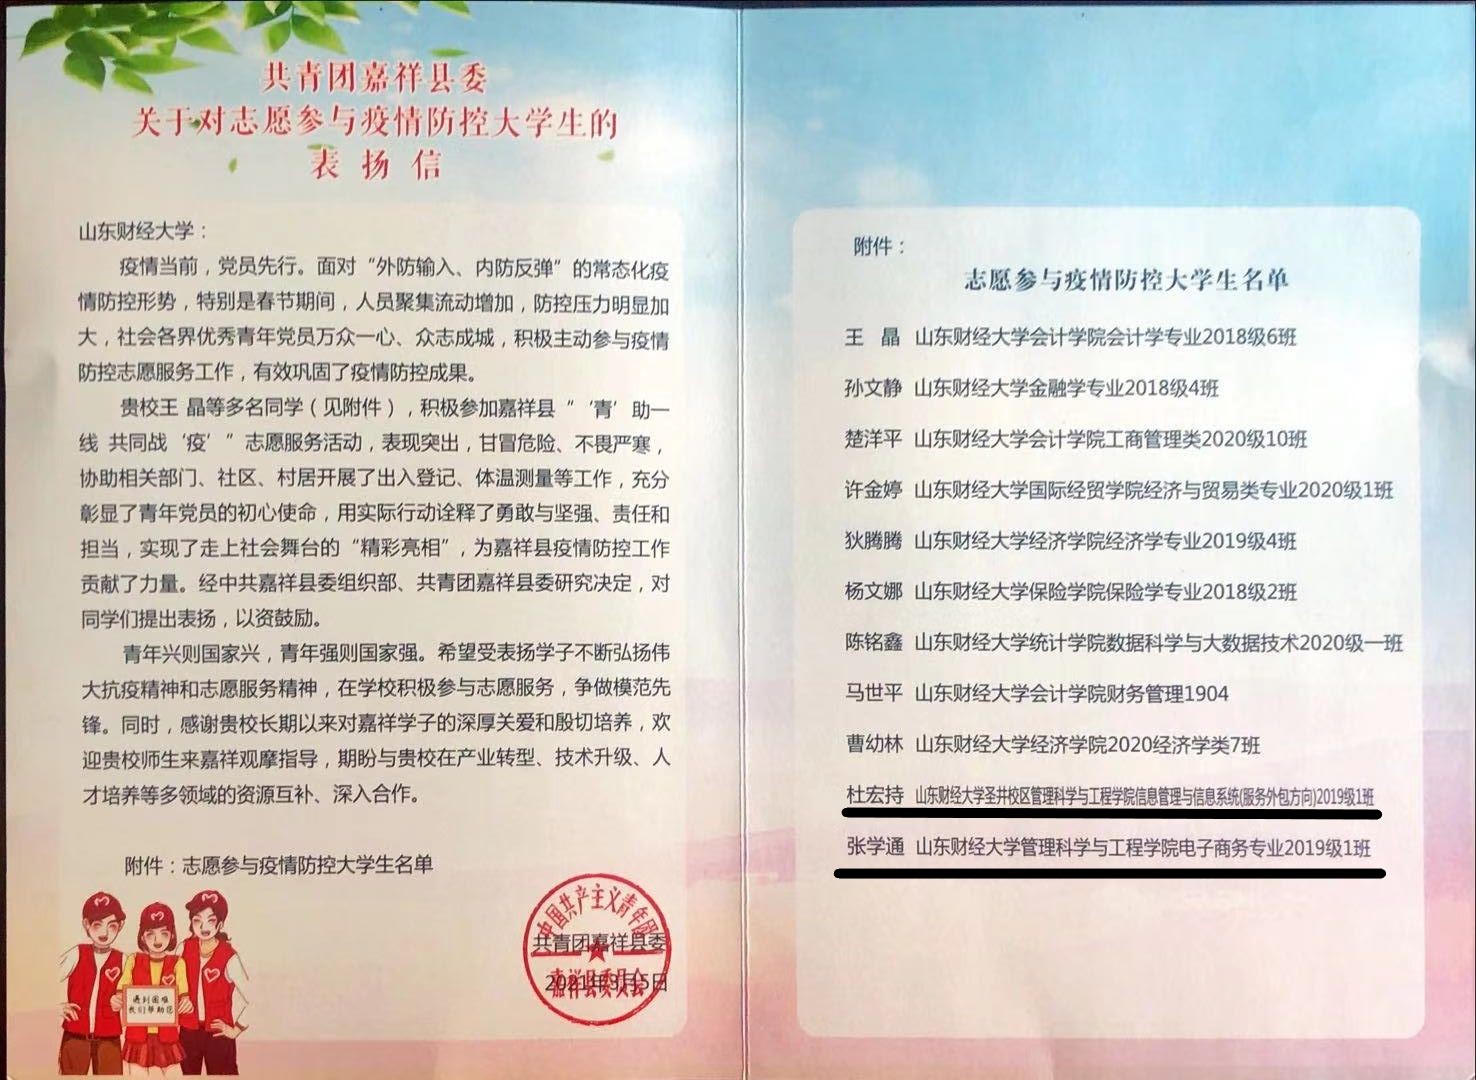 共青团嘉祥县委
关于对志愿参与疫情防控大学生的
表 扬 信
山东财经大学：
疫情当前，党员先行。面对“外防输入、内防反弹”的常态化疫
情防控形势，特别是春节期间，人员聚集流动增加，防控压力明显加
大，社会各界优秀青年党员万众一心、众志成城，积极主动参与疫情
防控志愿服务工作，有效巩固了疫情防控成果。
贵校王 晶等多名同学（见附件），积极参加嘉祥县“‘青’助一
线 共同战‘疫’”志愿服务活动，表现突出，甘冒危险、不畏严寒，
协助相关部门、社区、村居开展了出入登记、体温测量等工作，充分
彰显了青年党员的初心使命，用实际行动诠释了勇敢与坚强、责任和
担当，实现了走上社会舞台的“精彩亮相”，为嘉祥县疫情防控工作
贡献了力量。经中共嘉祥县委组织部、共青团嘉祥县委研究决定，对
同学们提出表扬，以资鼓励。
青年兴则国家兴，青年强则国家强。希望受表扬学子不断弘扬伟
大抗疫精神和志愿服务精神，在学校积极参与志愿服务，争做模范先
锋。同时，感谢贵校长期以来对嘉祥学子的深厚关爱和殷切培养，欢
迎贵校师生来嘉祥观摩指导，期盼与贵校在产业转型、技术升级、人
才培养等多领域的资源互补、深入合作。
附件：志愿参与疫情防控大学生名单
中国共产主义青年团
共青团嘉祥县委
2021年3月5日
嘉祥县委员会
遇到困难
我们帮助您
附件：
志愿参与疫情防控大学生名单
王 晶 山东财经大学会计学院会计学专业2018级6班
孙文静 山东财经大学金融学专业2018级4班
楚洋平 山东财经大学会计学院工商管理类2020级10班
许金婷 山东财经大学国际经贸学院经济与贸易类专业2020级1班
狄腾腾 山东财经大学经济学院经济学专业2019级4班
杨文娜 山东财经大学保险学院保险学专业2018级2班
陈铭鑫 山东财经大学统计学院数据科学与大数据技术2020级一班
马世平 山东财经大学会计学院财务管理1904
曹幼林 山东财经大学经济学院2020经济学类7班
杜宏持 山东财经大学圣井校区管理科学与工程学院信息管理与信息系统(服务外包方向)2019级1班
张学通 山东财经大学管理科学与工程学院电子商务专业2019级1班